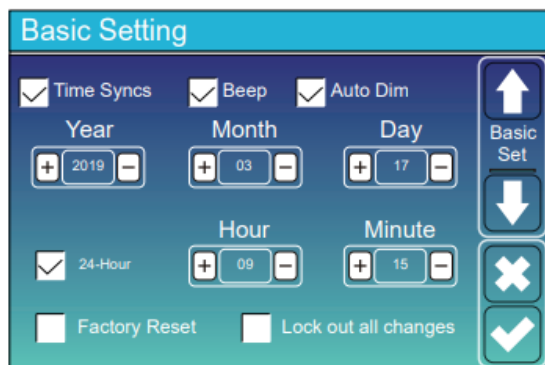 Basic Setting
Time Syncs Beep Auto Dim
Year Month Day
+ 2019 − + 03 − + 17 −
Basic
Set
Hour Minute
24-Hour + 09 − + 15 −
Factory Reset Lock out all changes